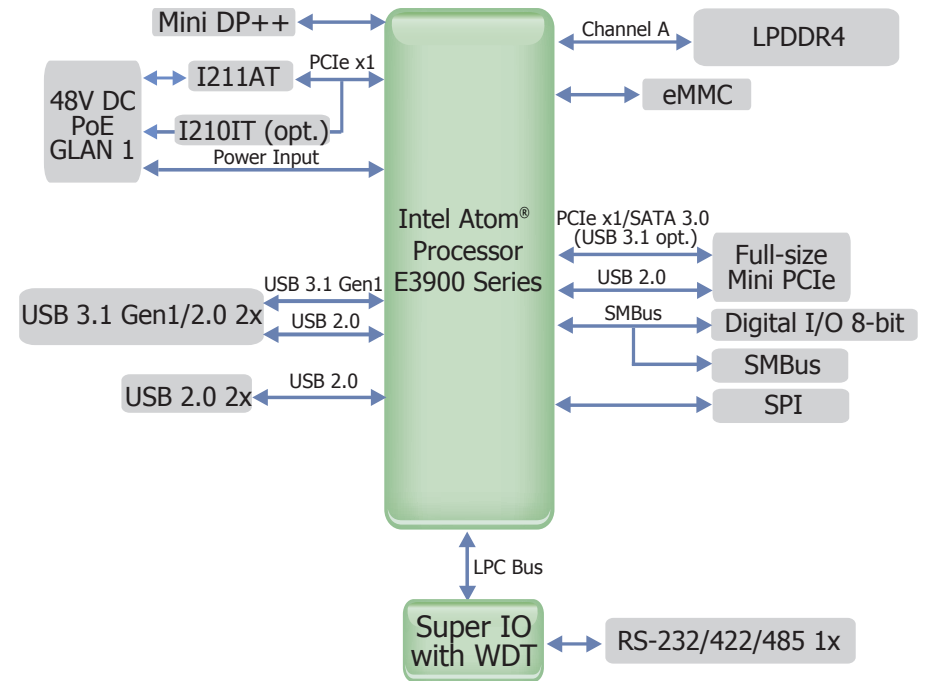 Mini DP++
PCIe x1
I211AT
48V DC
PoE
GLAN 1
I210IT (opt.)
Power Input
USB 3.1 Gen1
USB 3.1 Gen1/2.0 2x
USB 2.0
USB 2.0
USB 2.0 2x
Intel Atom®
Processor
E3900 Series
Channel A
LPDDR4
eMMC
PCIe x1/SATA 3.0
(USB 3.1 opt.)
Full-size
Mini PCIe
USB 2.0
SMBus
Digital I/O 8-bit
SMBus
SPI
LPC Bus
Super IO
with WDT
RS-232/422/485 1x